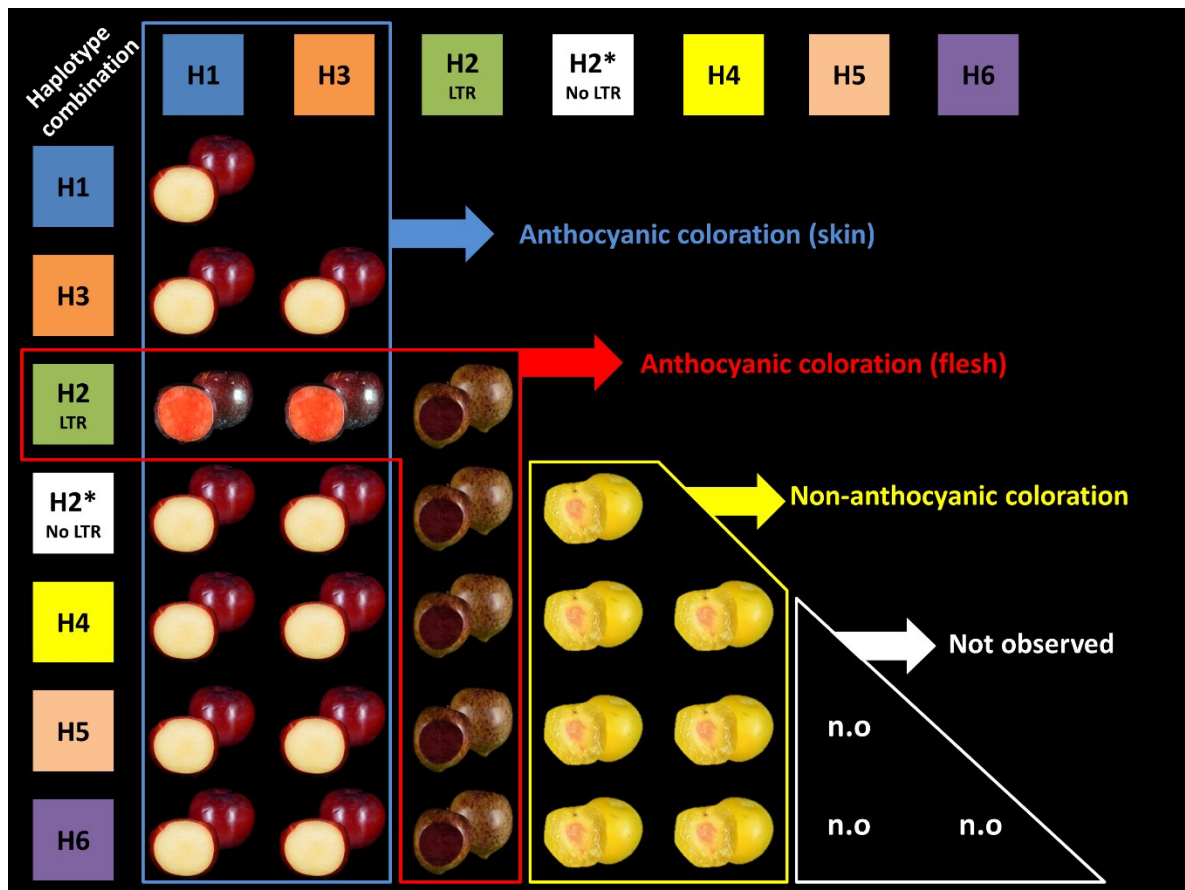 Haplotype
combination
H1
H3
H2
LTR
H2*
No LTR
H4
H5
H6
H1
Anthocyanic coloration (skin)
H3
Anthocyanic coloration (flesh)
H2
LTR
H2*
No LTR
Non-anthocyanic coloration
H4
Not observed
H5
n.o
H6
n.o
n.o